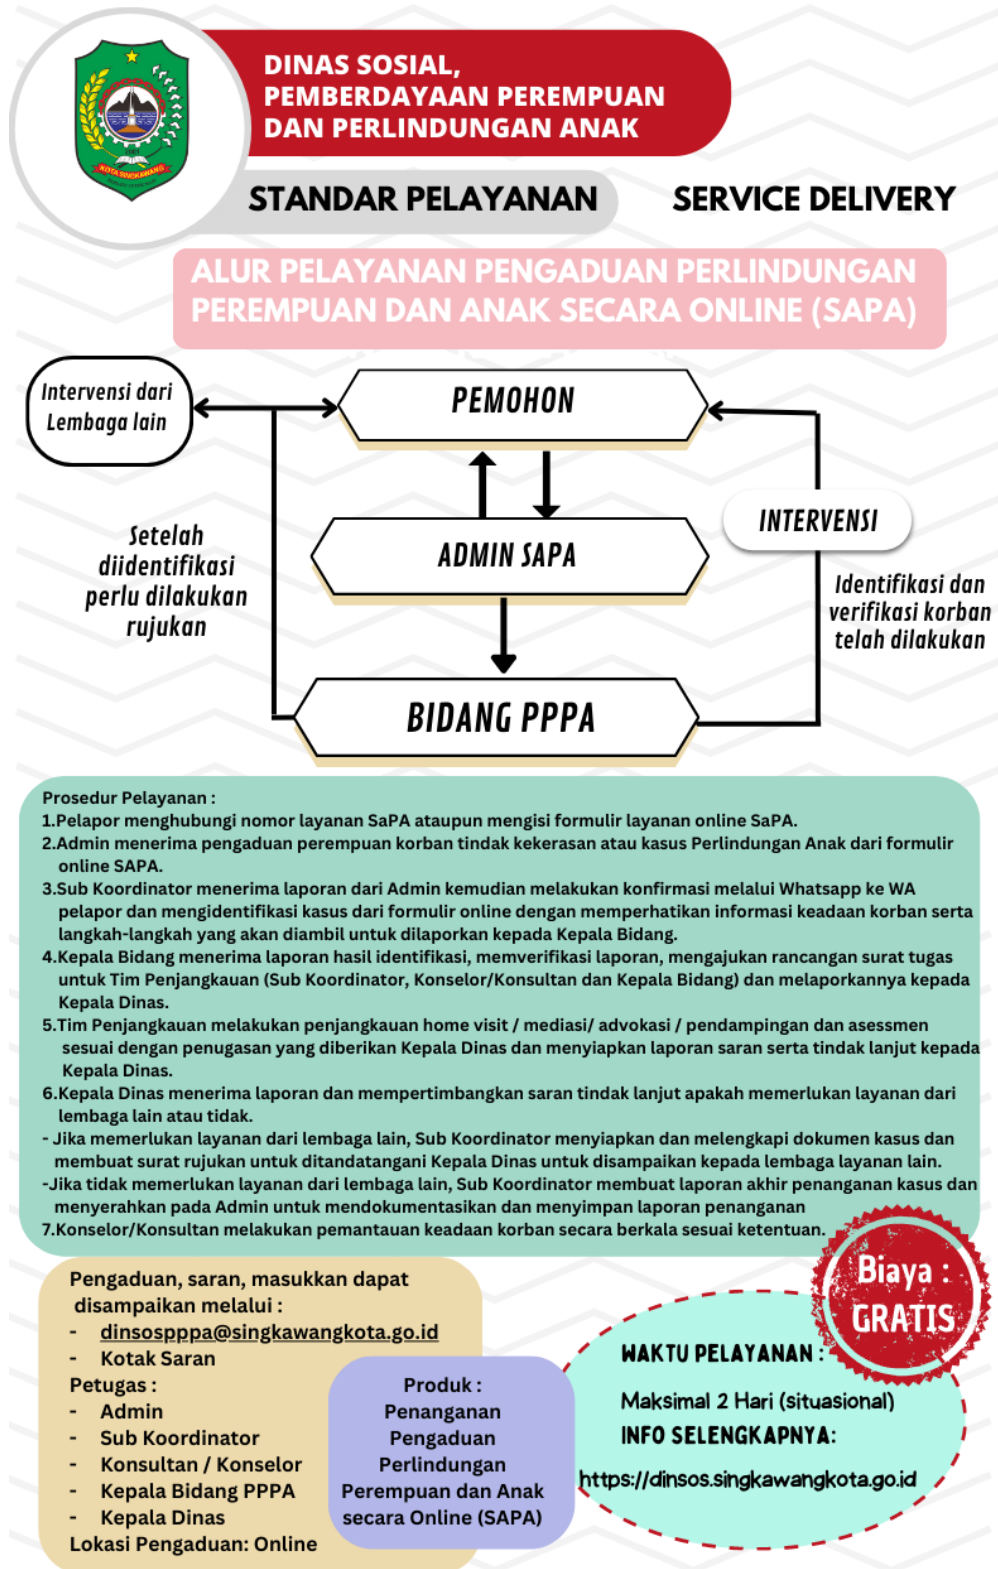 DINAS SOSIAL,
PEMBERDAYAAN PEREMPUAN
DAN PERLINDUNGAN ANAK
KOTA SINGKAWANG
STANDAR PELAYANAN
SERVICE DELIVERY
ALUR PELAYANAN PENGADUAN PERLINDUNGAN
PEREMPUAN DAN ANAK SECARA ONLINE (SAPA)
Intervensi dari
Lembaga lain
PEMOHON
INTERVENSI
Setelah
diidentifikasi
perlu dilakukan
rujukan
ADMIN SAPA
Identifikasi dan
verifikasi korban
telah dilakukan
BIDANG PPPA
Prosedur Pelayanan :
1.Pelapor menghubungi nomor layanan SaPA ataupun mengisi formulir layanan online SaPA.
2.Admin menerima pengaduan perempuan korban tindak kekerasan atau kasus Perlindungan Anak dari formulir
online SAPA.
3.Sub Koordinator menerima laporan dari Admin kemudian melakukan konfirmasi melalui Whatsapp ke WA
pelapor dan mengidentifikasi kasus dari formulir online dengan memperhatikan informasi keadaan korban serta
langkah-langkah yang akan diambil untuk dilaporkan kepada Kepala Bidang.
4.Kepala Bidang menerima laporan hasil identifikasi, memverifikasi laporan, mengajukan rancangan surat tugas
untuk Tim Penjangkauan (Sub Koordinator, Konselor/Konsultan dan Kepala Bidang) dan melaporkannya kepada
Kepala Dinas.
5.Tim Penjangkauan melakukan penjangkauan home visit / mediasi/ advokasi / pendampingan dan asessmen
sesuai dengan penugasan yang diberikan Kepala Dinas dan menyiapkan laporan saran serta tindak lanjut kepada
Kepala Dinas.
6.Kepala Dinas menerima laporan dan mempertimbangkan saran tindak lanjut apakah memerlukan layanan dari
lembaga lain atau tidak.
- Jika memerlukan layanan dari lembaga lain, Sub Koordinator menyiapkan dan melengkapi dokumen kasus dan
membuat surat rujukan untuk ditandatangani Kepala Dinas untuk disampaikan kepada lembaga layanan lain.
-Jika tidak memerlukan layanan dari lembaga lain, Sub Koordinator membuat laporan akhir penanganan kasus dan
menyerahkan pada Admin untuk mendokumentasikan dan menyimpan laporan penanganan
7.Konselor/Konsultan melakukan pemantauan keadaan korban secara berkala sesuai ketentuan.
Pengaduan, saran, masukkan dapat
disampaikan melalui :
- dinsospppa@singkawangkota.go.id
- Kotak Saran
Petugas :
- Admin
- Sub Koordinator
- Konsultan / Konselor
- Kepala Bidang PPPA
- Kepala Dinas
Lokasi Pengaduan: Online
Produk :
Penanganan
Pengaduan
Perlindungan
Perempuan dan Anak
secara Online (SAPA)
Biaya :
GRATIS
WAKTU PELAYANAN :
Maksimal 2 Hari (situasional)
INFO SELENGKAPNYA:
https://dinsos.singkawangkota.go.id